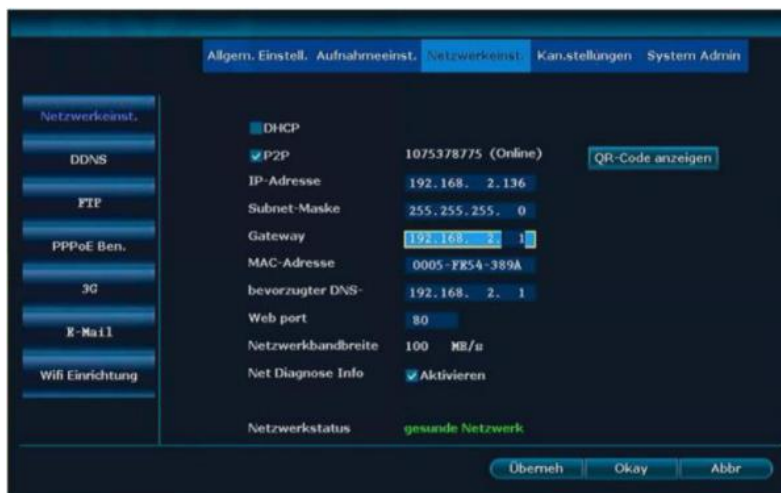 Allgem. Einstell. Aufnahmeeinst. Netzwerkeinst. Kan.stellungen System Admin
Netzwerkeinst.
DDNS
FTP
PPPoE Ben.
3G
E-Mail
Wifi Einrichtung
DHCP
P2P 1075378775 (Online) QR-Code anzeigen
IP-Adresse 192.168. 2.136
Subnet-Maske 255.255.255. 0
Gateway 192.168. 2. 1
MAC-Adresse 0005-FE54-389A
bevorzugter DNS- 192.168. 2. 1
Web port 80
Netzwerkbandbreite 100 MB/s
Net Diagnose Info Aktivieren
Netzwerkstatus gesunde Netzwerk
Überneh Okay Abbr